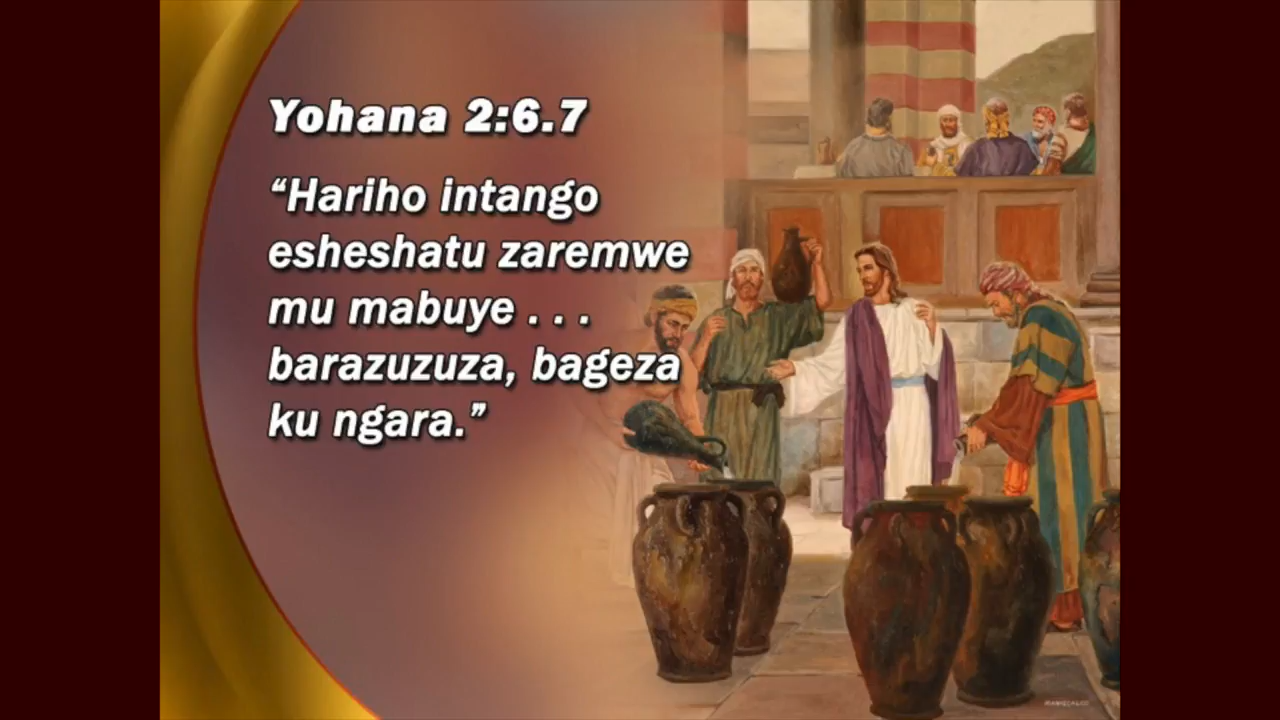 Yohana 2:6.7
“Hariho intango
esheshatu zaremwe
mu mabuye . . .
barazuzuza, bageza
ku ngara.”